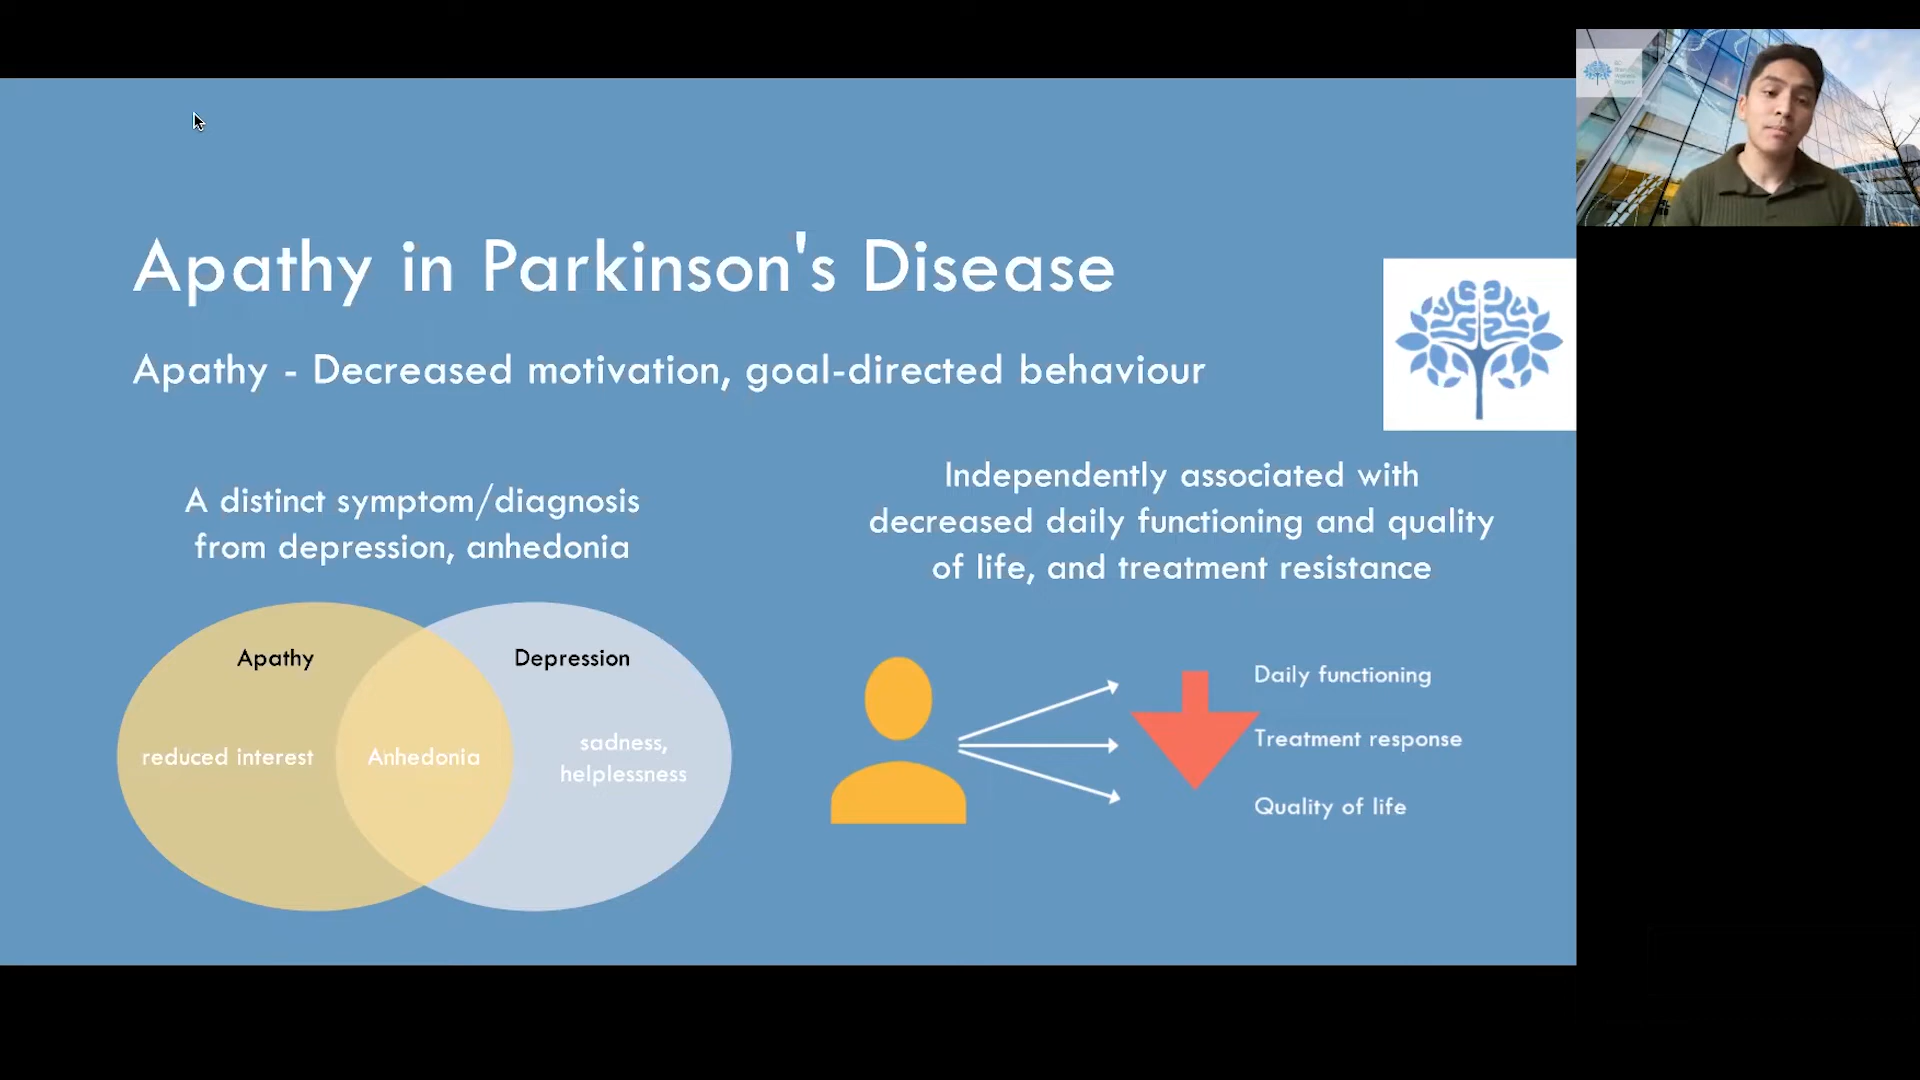 Apathy in Parkinson's Disease
Apathy - Decreased motivation, goal-directed behaviour
A distinct symptom/diagnosis
from depression, anhedonia
Independently associated with
decreased daily functioning and quality
of life, and treatment resistance
Apathy
Depression
reduced interest
Anhedonia
sadness,
helplessness
Daily functioning
Treatment response
Quality of life